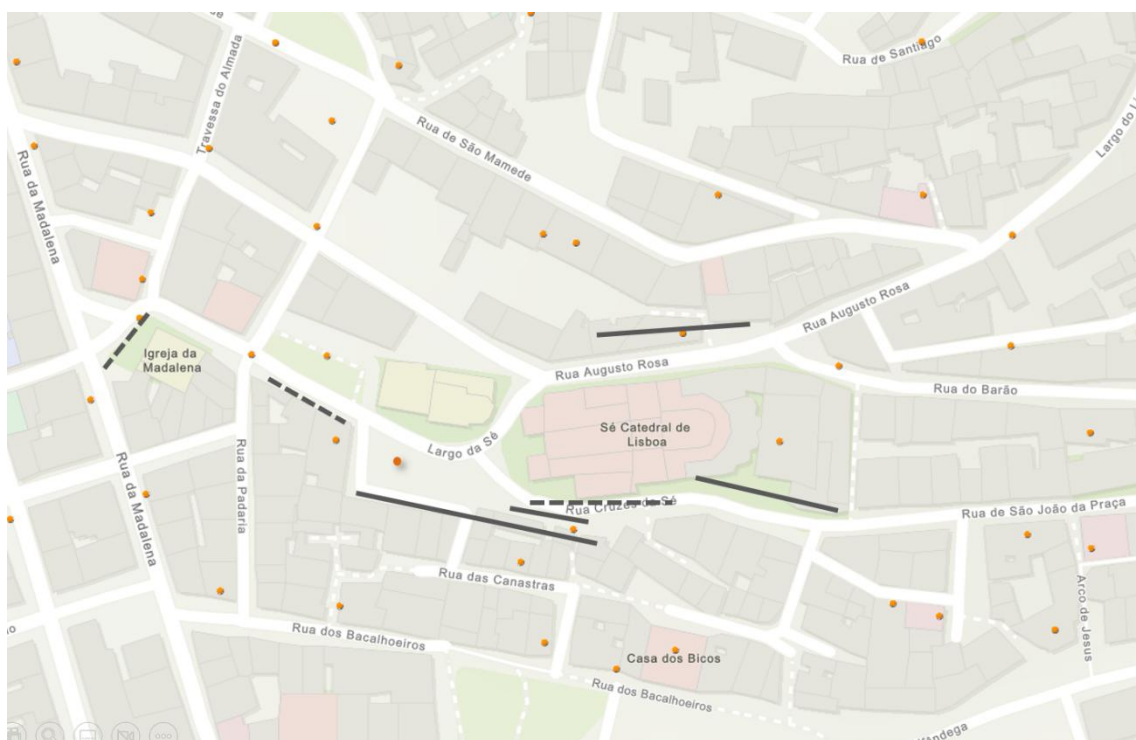 Rua de Santiago
Travessa do Almada
Rua de São Mamede
Largo do
Rua da Madalena
Rua Augusto Rosa
Igreja da
Madalena
Rua Augusto Rosa
Rua do Barão
Sé Catedral de
Lisboa
Largo da Sé
Rua da Padaria
Rua da Madalena
Rua Cruzes da Sé
Rua de São João da Praça
Rua das Canastras
Arco de Jesus
Rua dos Bacalhoeiros
Casa dos Bicos
Rua dos Bacalhoeiros